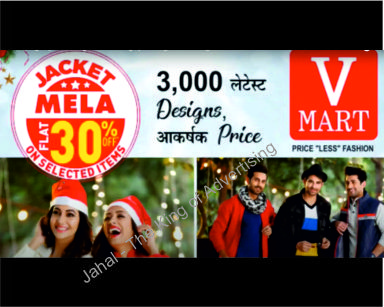 JACKET
MELA
FLAT 30% OFF
ON SELECTED ITEMS
3,000 लेटेस्ट
Designs,
आकर्षक Price
V
MART
PRICE "LESS" FASHION
Jahal - The King of Advertising